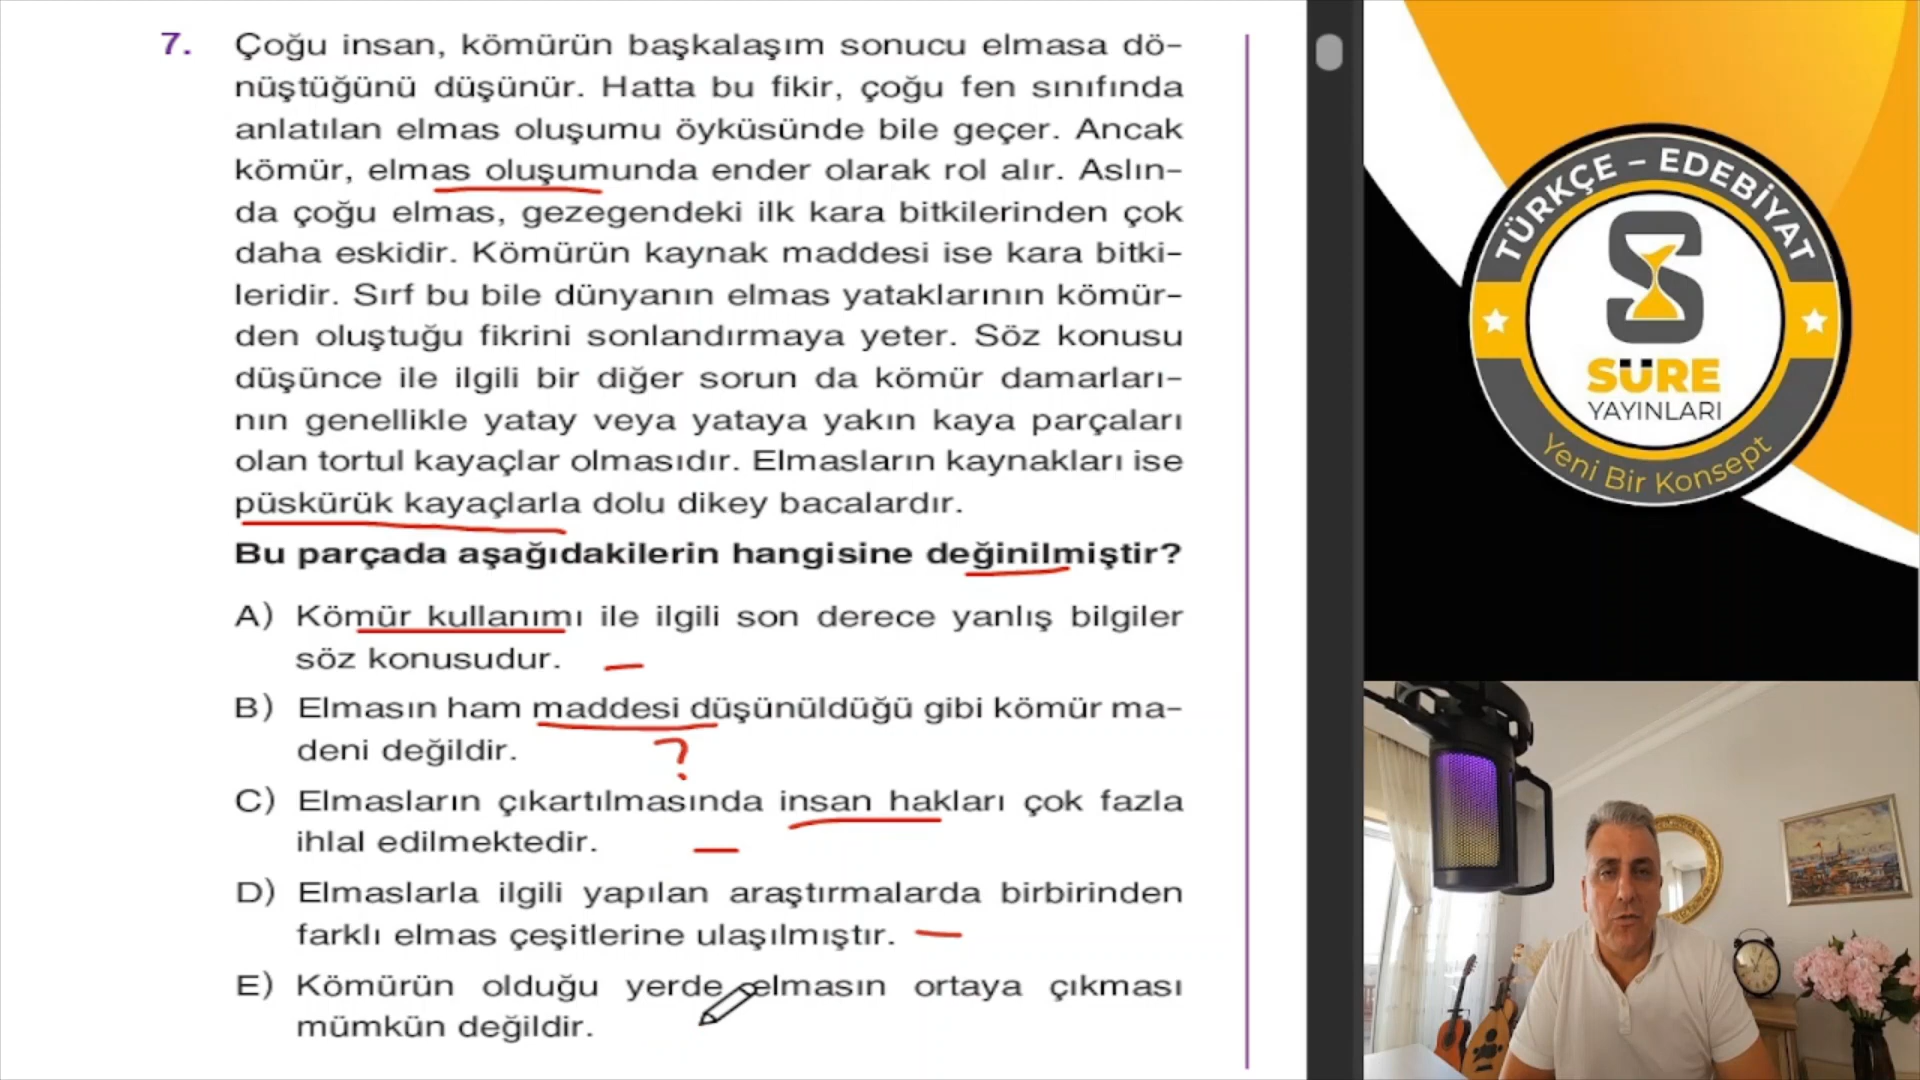 7. Çoğu insan, kömürün başkalaşım sonucu elmasa dö-
nüştüğünü düşünür. Hatta bu fikir, çoğu fen sınıfında
anlatılan elmas oluşumu öyküsünde bile geçer. Ancak
kömür, elmas oluşumunda ender olarak rol alır. Aslın-
da çoğu elmas, gezegendeki ilk kara bitkilerinden çok
daha eskidir. Kömürün kaynak maddesi ise kara bitki-
leridir. Sırf bu bile dünyanın elmas yataklarının kömür-
den oluştuğu fikrini sonlandırmaya yeter. Söz konusu
düşünce ile ilgili bir diğer sorun da kömür damarları-
nın genellikle yatay veya yataya yakın kaya parçaları
olan tortul kayaçlar olmasıdır. Elmasların kaynakları ise
püskürük kayaçlarla dolu dikey bacalardır.
Bu parçada aşağıdakilerin hangisine değinilmiştir?
A) Kömür kullanımı ile ilgili son derece yanlış bilgiler
söz konusudur.
B) Elmasın ham maddesi düşünüldüğü gibi kömür ma-
deni değildir.
?
C) Elmasların çıkartılmasında insan hakları çok fazla
ihlal edilmektedir.
D) Elmaslarla ilgili yapılan araştırmalarda birbirinden
farklı elmas çeşitlerine ulaşılmıştır.
E) Kömürün olduğu yerde elmasın ortaya çıkması
mümkün değildir.
TÜRKÇE – EDEBİYAT
S
SÜRE
YAYINLARI
Yeni Bir Konsept